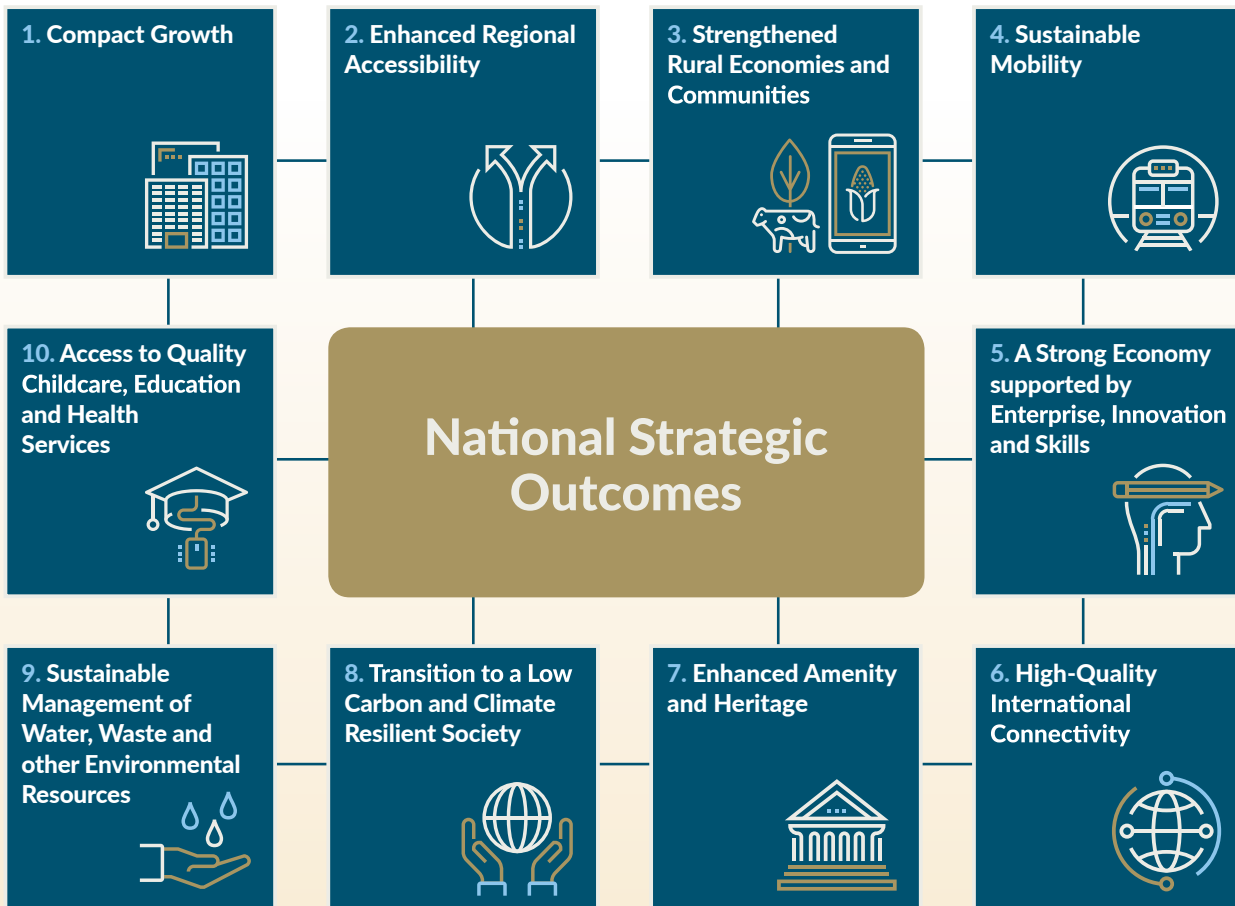 1. Compact Growth
2. Enhanced Regional
Accessibility
3. Strengthened
Rural Economies and
Communities
4. Sustainable
Mobility
10. Access to Quality
Childcare, Education
and Health
Services
National Strategic
Outcomes
5. A Strong Economy
supported by
Enterprise, Innovation
and Skills
9. Sustainable
Management of
Water, Waste and
other Environmental
Resources
8. Transition to a Low
Carbon and Climate
Resilient Society
7. Enhanced Amenity
and Heritage
6. High-Quality
International
Connectivity